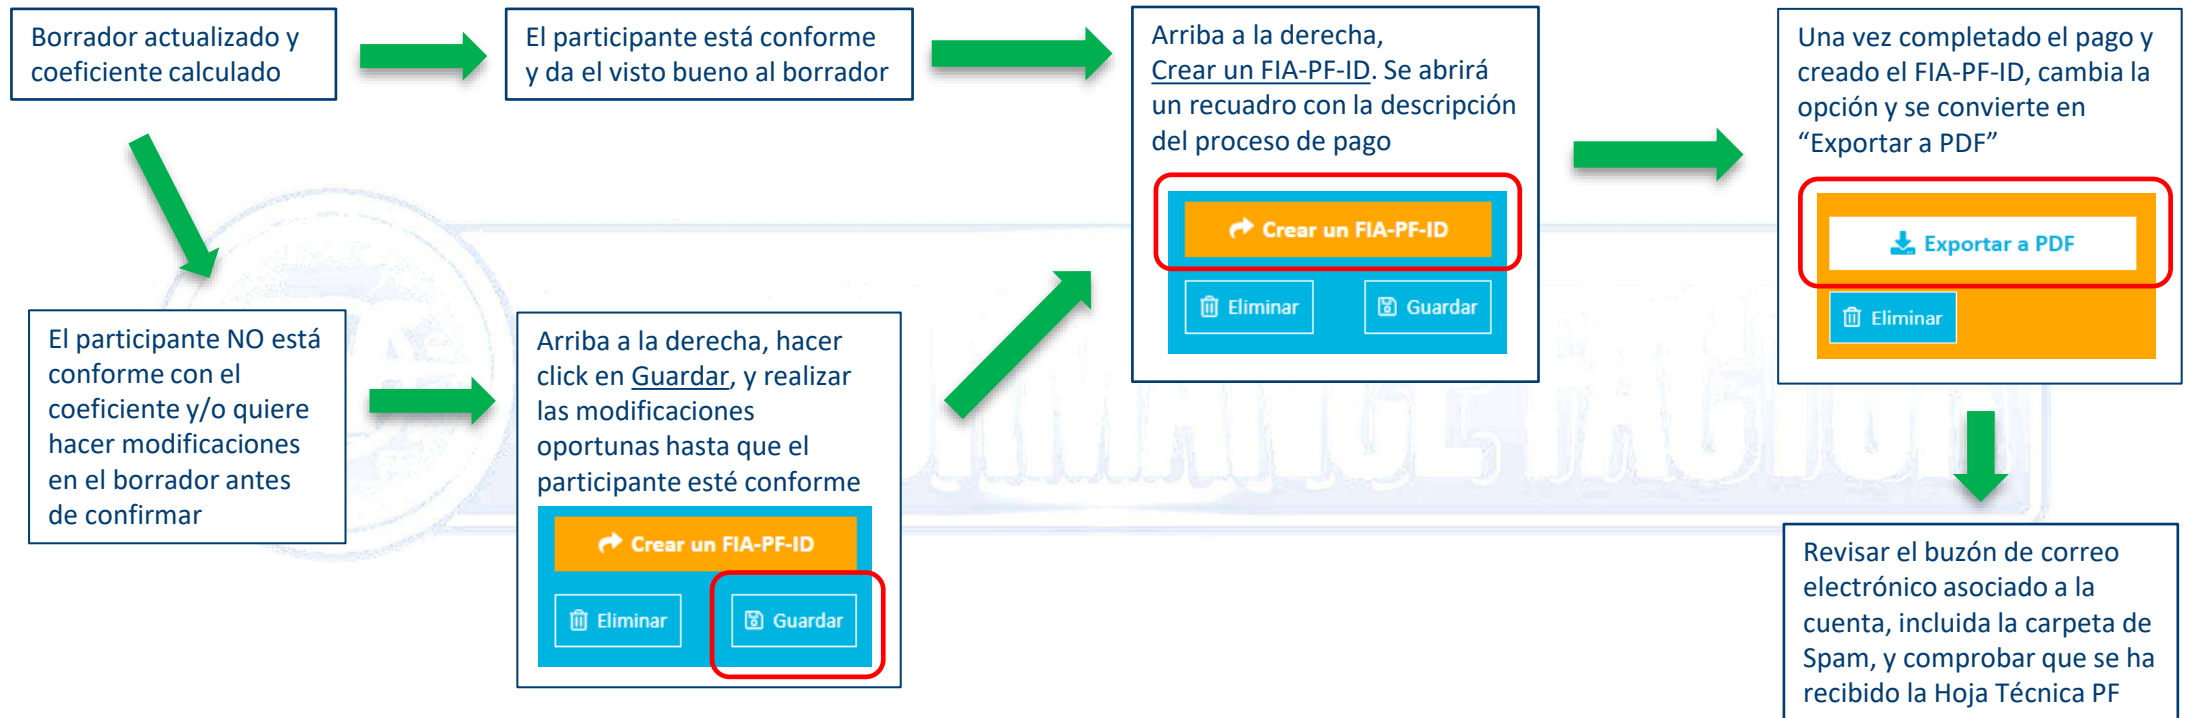 Borrador actualizado y
coeficiente calculado
El participante está conforme
y da el visto bueno al borrador
Arriba a la derecha,
Crear un FIA-PF-ID. Se abrirá
un recuadro con la descripción
del proceso de pago
Crear un FIA-PF-ID
Eliminar
Guardar
Una vez completado el pago y
creado el FIA-PF-ID, cambia la
opción y se convierte en
“Exportar a PDF”
Exportar a PDF
Eliminar
El participante NO está
conforme con el
coeficiente y/o quiere
hacer modificaciones
en el borrador antes
de confirmar
Arriba a la derecha, hacer
click en Guardar, y realizar
las modificaciones
oportunas hasta que el
participante esté conforme
Crear un FIA-PF-ID
Eliminar
Guardar
Revisar el buzón de correo
electrónico asociado a la
cuenta, incluida la carpeta de
Spam, y comprobar que se ha
recibido la Hoja Técnica PF